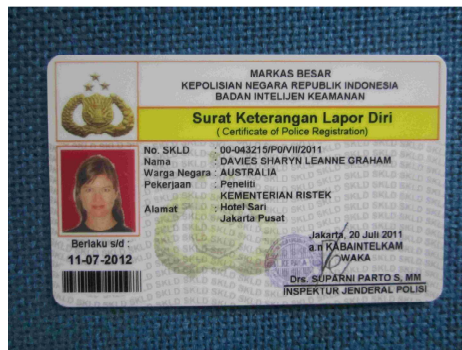 MARKAS BESAR
KEPOLISIAN NEGARA REPUBLIK INDONESIA
BADAN INTELIJEN KEAMANAN
Surat Keterangan Lapor Diri
( Certificate of Police Registration)
No. SKLD : 00-043215/P0/VII/2011
Nama : DAVIES SHARYN LEANNE GRAHAM
Warga Negara : AUSTRALIA
Pekerjaan : Peneliti
KEMENTERIAN RISTEK
Alamat : Hotel Sari
Jakarta Pusat
Berlaku s/d :
11-07-2012
Jakarta, 20 Juli 2011
a.n KABAINTELKAM
WAKA
Drs. SUPARNI PARTO S, MM
INSPEKTUR JENDERAL POLISI